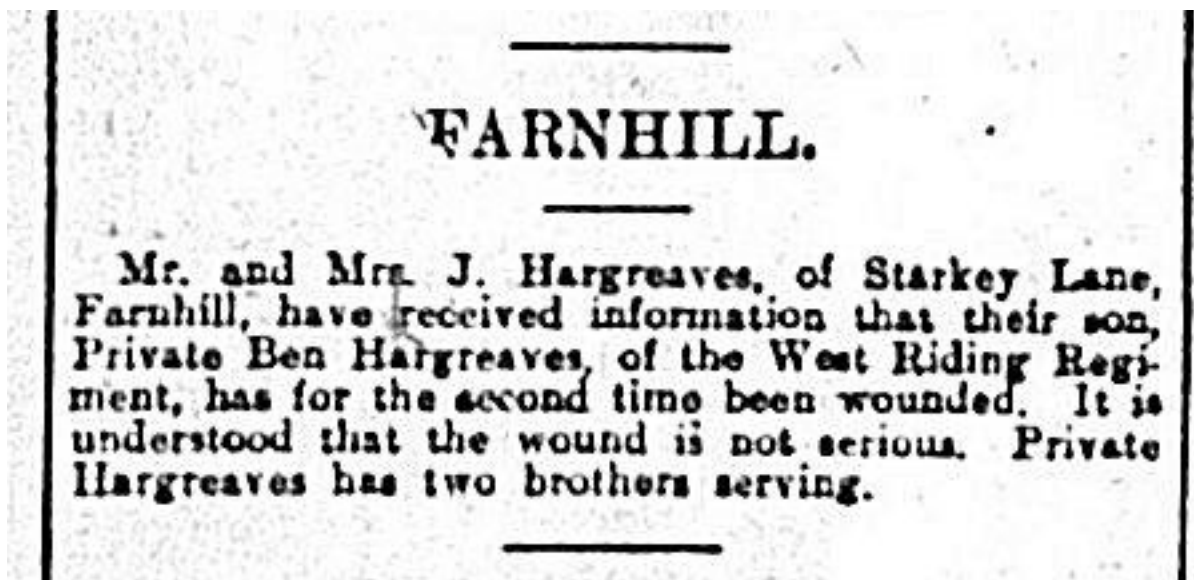 FARNHILL.
Mr. and Mrs. J. Hargreaves, of Starkey Lane,
Farnhill, have received information that their son,
Private Ben Hargreaves, of the West Riding Regi-
ment, has for the second time been wounded. It is
understood that the wound is not serious. Private
Hargreaves has two brothers serving.